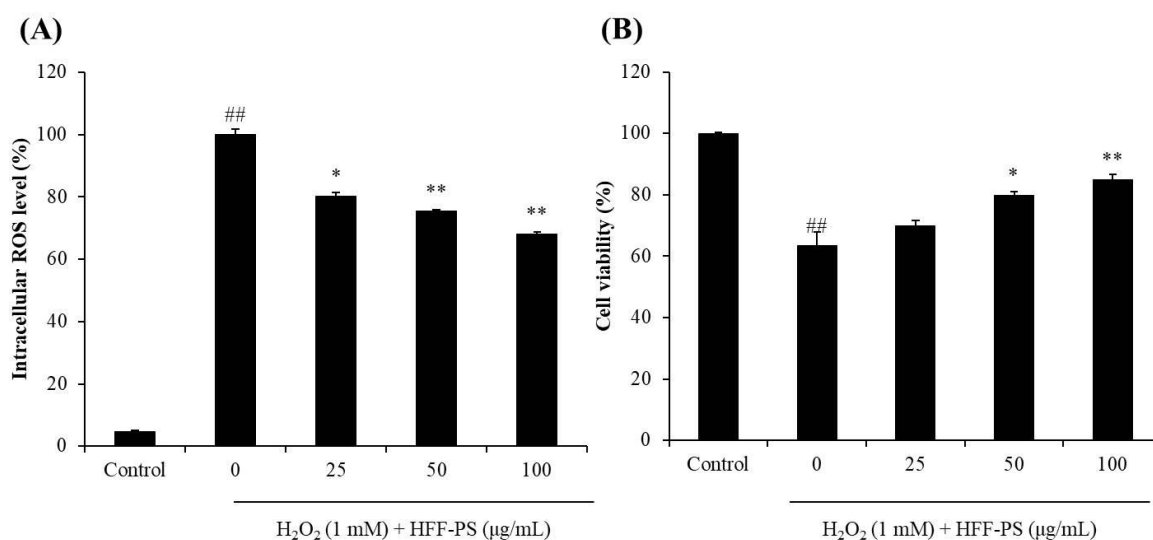 (A)
Intracellular ROS level (%)
120
100
80
60
40
20
0
##
*
**
**
Control 0 25 50 100
H₂O₂ (1 mM) + HFF-PS (μg/mL)
(B)
Cell viability (%)
120
100
80
60
40
20
0
##
*
**
Control 0 25 50 100
H₂O₂ (1 mM) + HFF-PS (μg/mL)